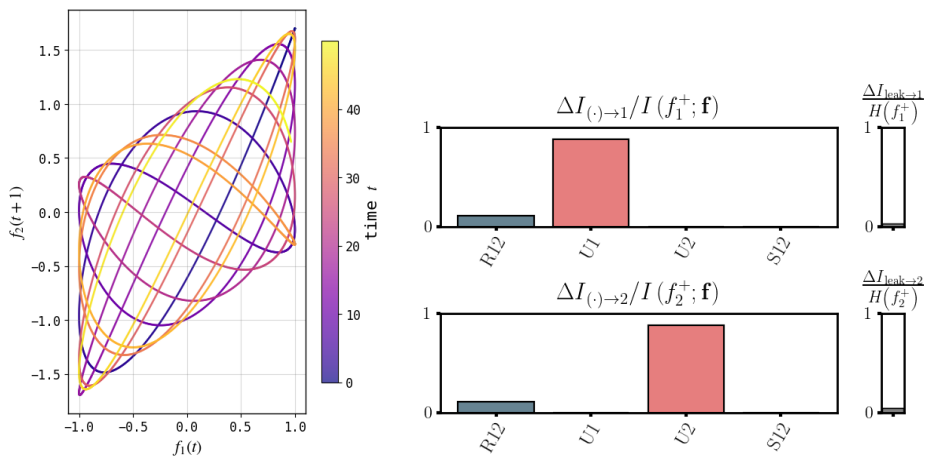 1.5
1.0
0.5
0.0
−0.5
−1.0
−1.5
f₂(t+1)
−1.0 −0.5 0.0 0.5 1.0
f₁(t)
40
30
20
10
0
time t
ΔI₍.₎→₁/I(f₁⁺; f)
1
0
R12 U1 U2 S12
ΔI_leak→1
H(f₁⁺)
1
0
ΔI₍.₎→₂/I(f₂⁺; f)
1
0
R12 U1 U2 S12
ΔI_leak→2
H(f₂⁺)
1
0